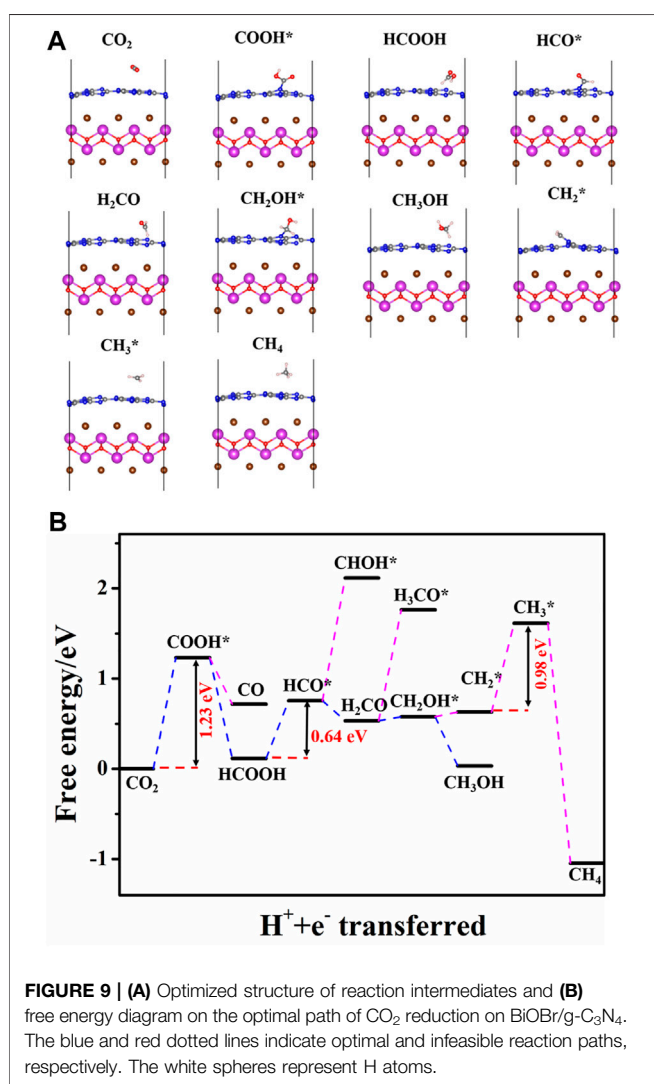 A
CO₂ COOH* HCOOH HCO*
H₂CO CH₂OH* CH₃OH CH₂*
CH₃* CH₄
B
Free energy/eV
2
1
0
-1
CHOH*
H₃CO*
CH₃*
COOH*
CO
HCO*
H₂CO
CH₂OH*
CH₂*
1.23 eV
0.64 eV
0.98 eV
CO₂
HCOOH
CH₃OH
CH₄
H⁺+e⁻ transferred
FIGURE 9 | (A) Optimized structure of reaction intermediates and (B)
free energy diagram on the optimal path of CO₂ reduction on BiOBr/g-C₃N₄.
The blue and red dotted lines indicate optimal and infeasible reaction paths,
respectively. The white spheres represent H atoms.